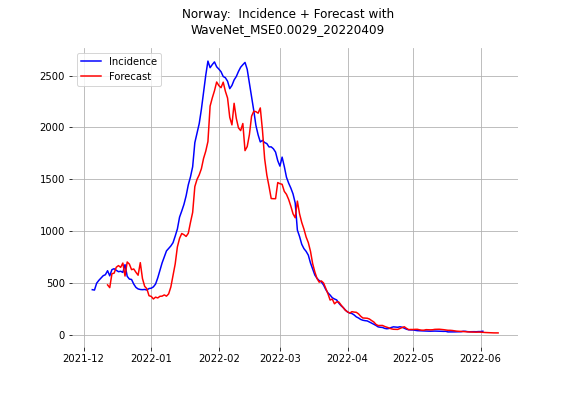 Norway:  Incidence + Forecast with
WaveNet_MSE0.0029_20220409
Incidence
Forecast
2500
2000
1500
1000
500
0
2021-12 2022-01 2022-02 2022-03 2022-04 2022-05 2022-06